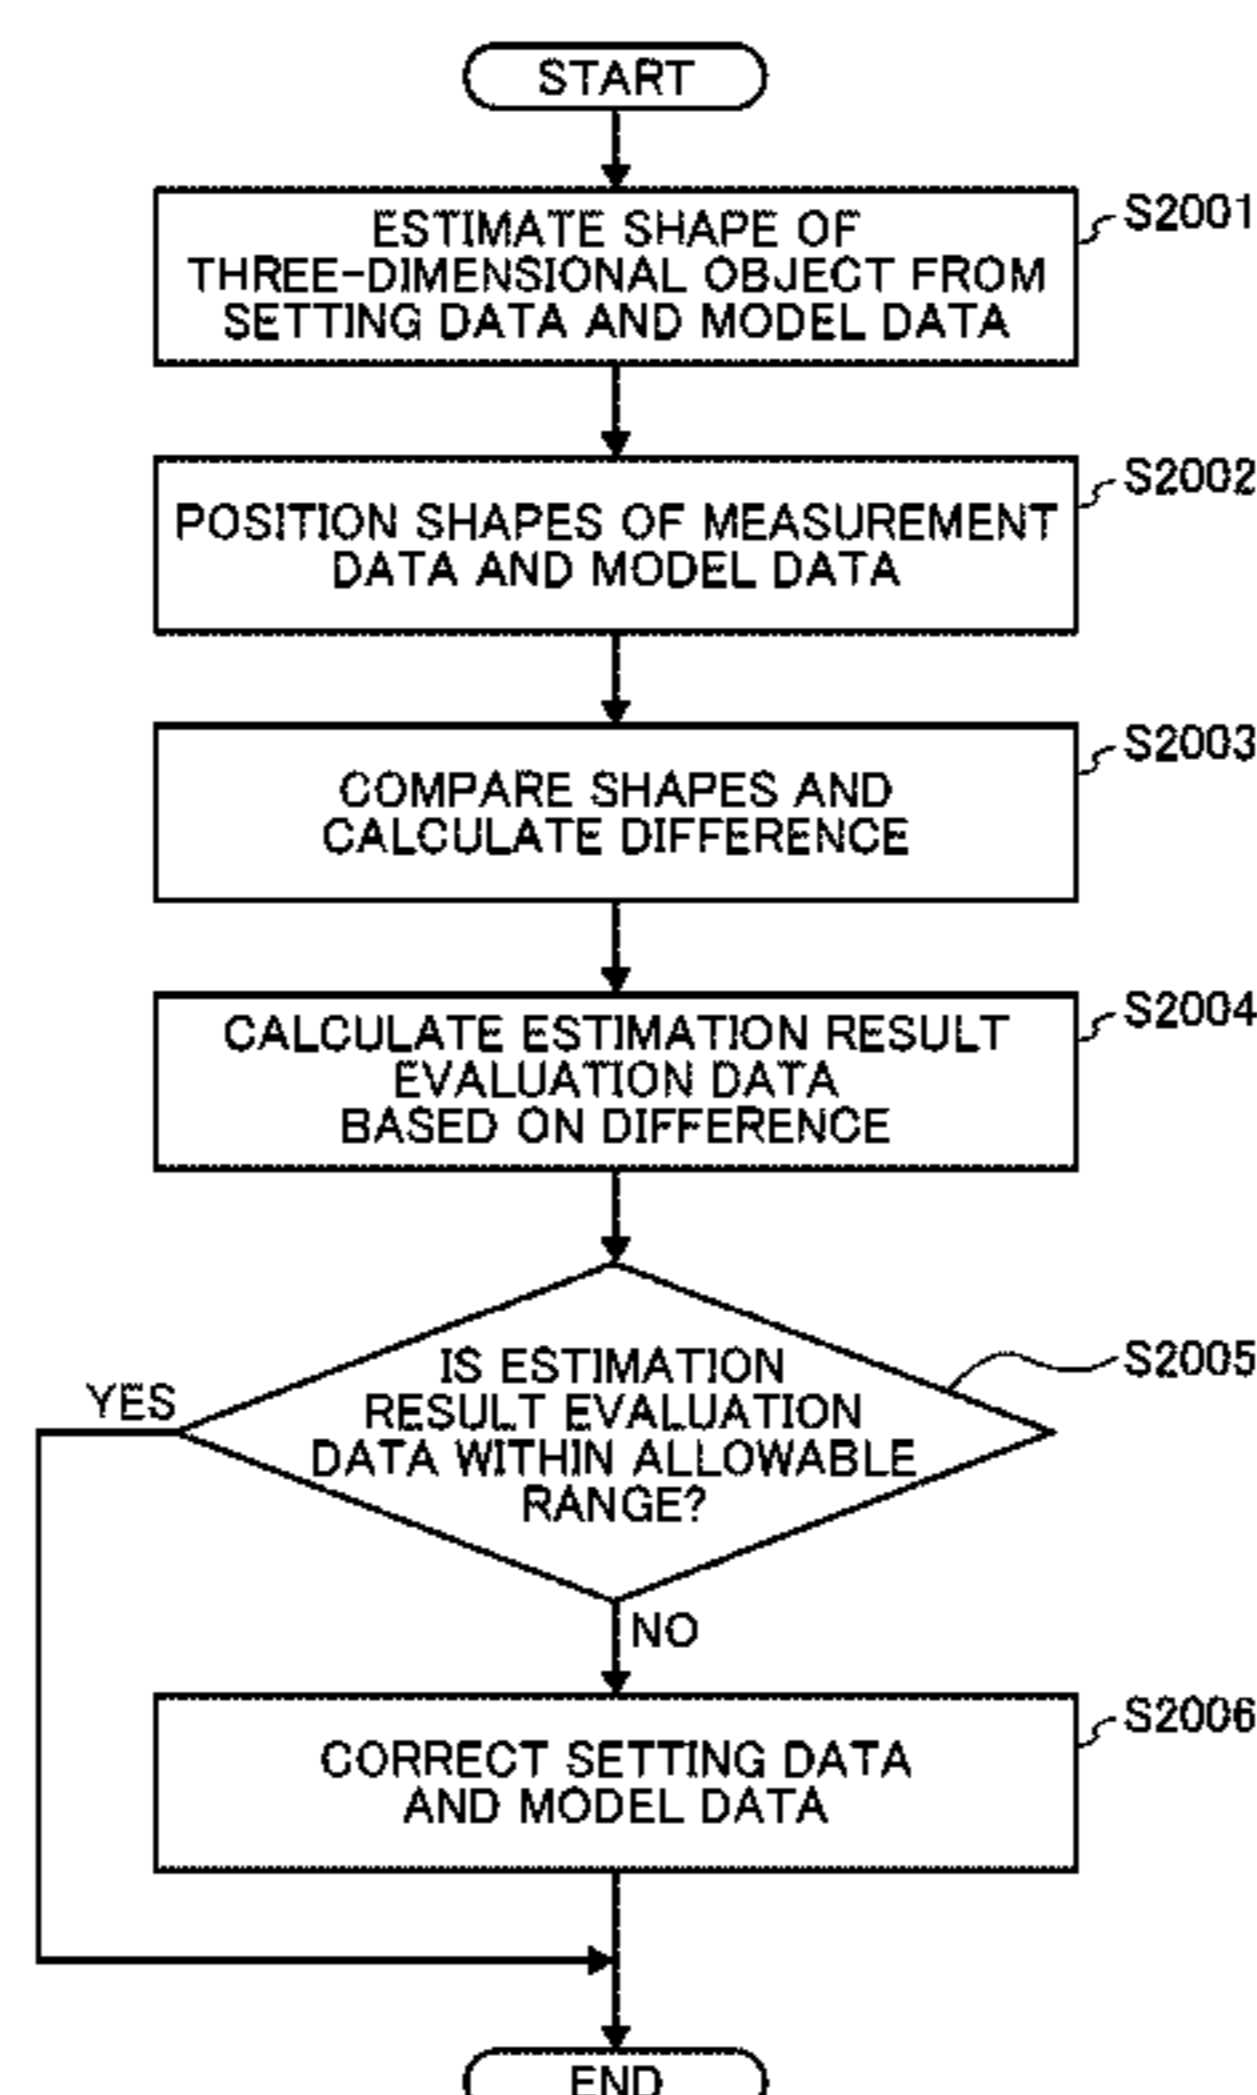 START
ESTIMATE SHAPE OF
THREE-DIMENSIONAL OBJECT FROM
SETTING DATA AND MODEL DATA
S2001
POSITION SHAPES OF MEASUREMENT
DATA AND MODEL DATA
S2002
COMPARE SHAPES AND
CALCULATE DIFFERENCE
S2003
CALCULATE ESTIMATION RESULT
EVALUATION DATA
BASED ON DIFFERENCE
S2004
IS ESTIMATION
RESULT EVALUATION
DATA WITHIN ALLOWABLE
RANGE?
S2005
YES
NO
CORRECT SETTING DATA
AND MODEL DATA
S2006
END